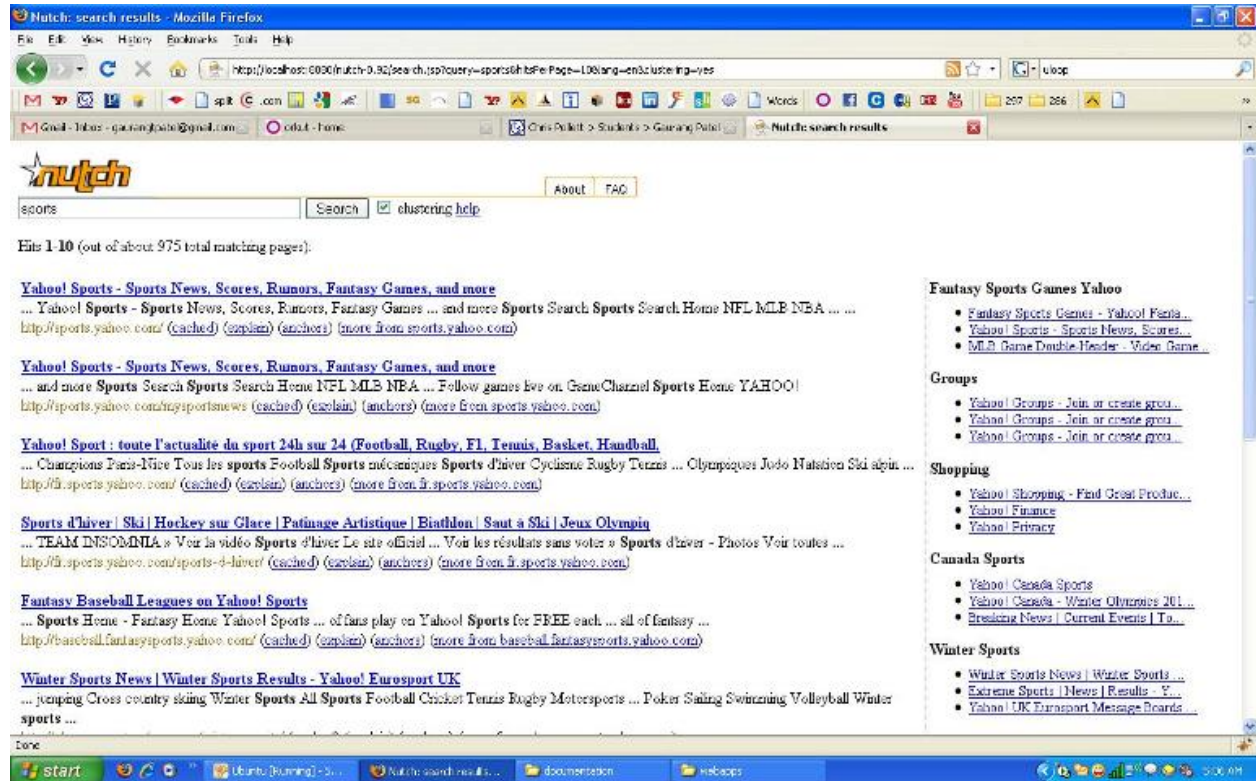 Nutch: search results - Mozilla Firefox
File Edit View History Bookmarks Tools Help
http://localhost:8080/nutch-0.92/search.jsp?query=sports&hitsPerPage=10&lang=en&clustering=yes
uloop
split .com SG Words 297 286
Gmail - Inbox - gaurangtpatel@gmail.com orkut - home Chris Pollett > Students > Gaurang Patel Nutch: search results
nutch
About FAQ
sports Search clustering help
Hits 1-10 (out of about 975 total matching pages):
Yahoo! Sports - Sports News, Scores, Rumors, Fantasy Games, and more
... Yahoo! Sports - Sports News, Scores, Rumors, Fantasy Games ... and more Sports Search Sports Search Home NFL MLB NBA ... ...
http://sports.yahoo.com/ (cached) (explain) (anchors) (more from sports.yahoo.com)
Yahoo! Sports - Sports News, Scores, Rumors, Fantasy Games, and more
... and more Sports Search Sports Search Home NFL MLB NBA ... Follow games live on GameChannel Sports Home YAHOO!
http://sports.yahoo.com/mysportsnews (cached) (explain) (anchors) (more from sports.yahoo.com)
Yahoo! Sport : toute l'actualité du sport 24h sur 24 (Football, Rugby, F1, Tennis, Basket, Handball,
... Champions Paris-Nice Tous les sports Football Sports mécaniques Sports d'hiver Cyclisme Rugby Tennis ... Olympiques Judo Natation Ski alpin ...
http://fr.sports.yahoo.com/ (cached) (explain) (anchors) (more from fr.sports.yahoo.com)
Sports d'hiver | Ski | Hockey sur Glace | Patinage Artistique | Biathlon | Saut à Ski | Jeux Olympiq
... TEAM INSOMNIA » Voir la vidéo Sports d'hiver Le site officiel ... Voir les résultats sans voter » Sports d'hiver - Photos Voir toutes ...
http://fr.sports.yahoo.com/sports-d-hiver/ (cached) (explain) (anchors) (more from fr.sports.yahoo.com)
Fantasy Baseball Leagues on Yahoo! Sports
... Sports Home - Fantasy Home Yahoo! Sports ... of fans play on Yahoo! Sports for FREE each ... all of fantasy ...
http://baseball.fantasysports.yahoo.com/ (cached) (explain) (anchors) (more from baseball.fantasysports.yahoo.com)
Winter Sports News | Winter Sports Results - Yahoo! Eurosport UK
... jumping Cross country skiing Winter Sports All Sports Football Cricket Tennis Rugby Motorsports ... Poker Sailing Swimming Volleyball Winter
sports ...
Fantasy Sports Games Yahoo
Fantasy Sports Games - Yahoo! Fanta...
Yahoo! Sports - Sports News, Scores...
MLB Game Double-Header - Video Game...
Groups
Yahoo! Groups - Join or create grou...
Yahoo! Groups - Join or create grou...
Yahoo! Groups - Join or create grou...
Shopping
Yahoo! Shopping - Find Great Produc...
Yahoo! Finance
Yahoo! Privacy
Canada Sports
Yahoo! Canada Sports
Yahoo! Canada - Winter Olympics 201...
Breaking News | Current Events | To...
Winter Sports
Winter Sports News | Winter Sports ...
Extreme Sports | News | Results - Y...
Yahoo! UK Eurosport Message Boards ...
Done
start Ubuntu [Running] - S... Nutch: search results... documentation webapps